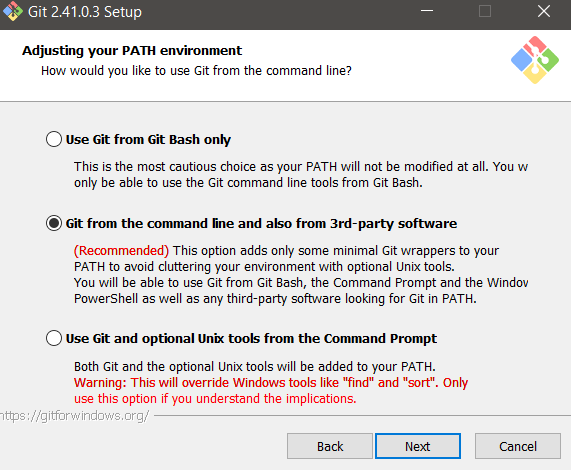 Git 2.41.0.3 Setup
Adjusting your PATH environment
How would you like to use Git from the command line?
Use Git from Git Bash only
This is the most cautious choice as your PATH will not be modified at all. You w
only be able to use the Git command line tools from Git Bash.
Git from the command line and also from 3rd-party software
(Recommended) This option adds only some minimal Git wrappers to your
PATH to avoid cluttering your environment with optional Unix tools.
You will be able to use Git from Git Bash, the Command Prompt and the Window
PowerShell as well as any third-party software looking for Git in PATH.
Use Git and optional Unix tools from the Command Prompt
Both Git and the optional Unix tools will be added to your PATH.
Warning: This will override Windows tools like "find" and "sort". Only
use this option if you understand the implications.
https://gitforwindows.org/
Back
Next
Cancel